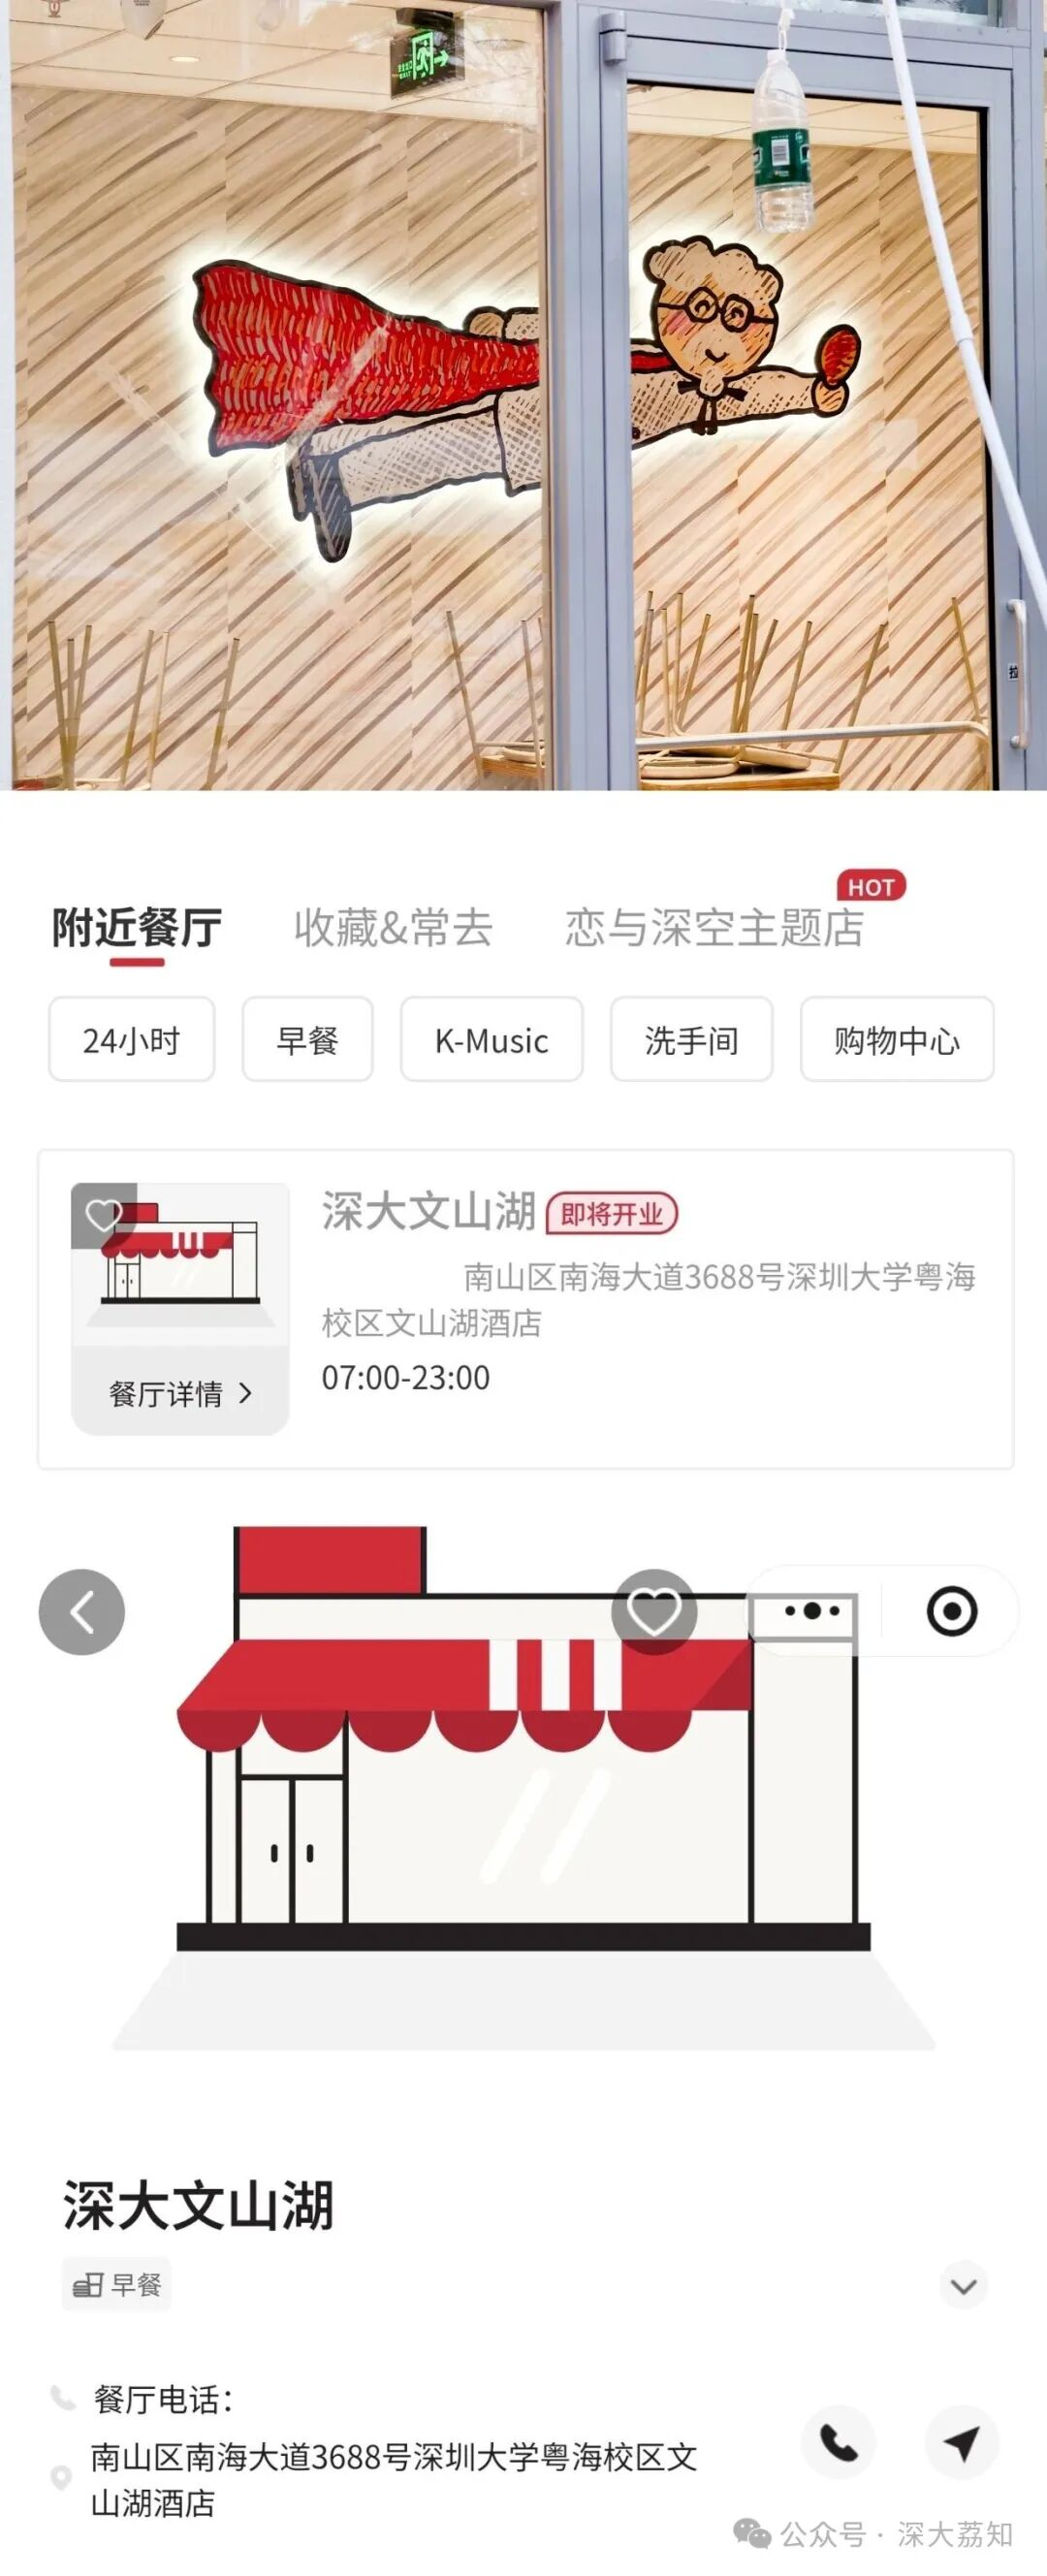 拉
附近餐厅
收藏&常去
恋与深空主题店
HOT
24小时
早餐
K-Music
洗手间
购物中心
深大文山湖
即将开业
南山区南海大道3688号深圳大学粤海
校区文山湖酒店
07:00-23:00
餐厅详情
深大文山湖
早餐
餐厅电话:
南山区南海大道3688号深圳大学粤海校区文
山湖酒店
公众号 · 深大荔知